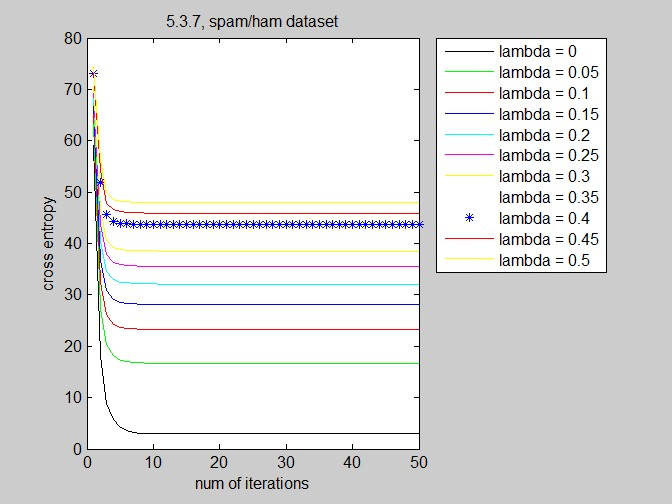 5.3.7, spam/ham dataset
80
70
60
50
40
30
20
10
0
cross entropy
0
10
20
30
40
50
num of iterations
lambda = 0
lambda = 0.05
lambda = 0.1
lambda = 0.15
lambda = 0.2
lambda = 0.25
lambda = 0.3
lambda = 0.35
lambda = 0.4
lambda = 0.45
lambda = 0.5